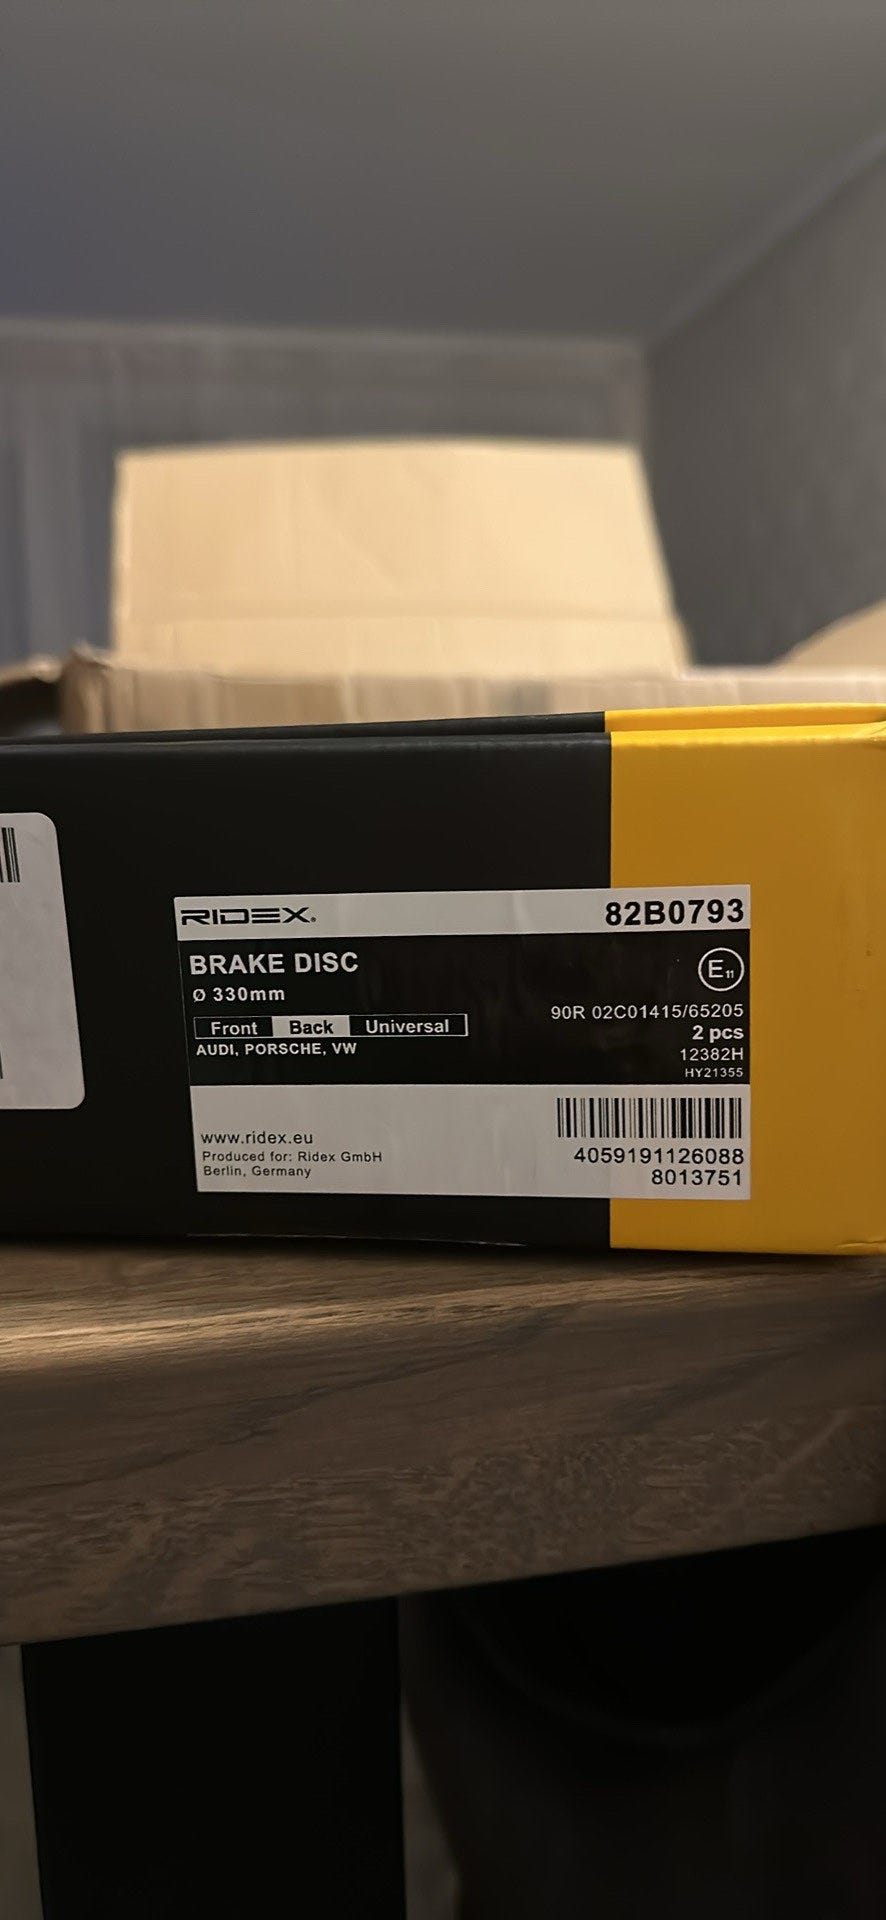 RIDEX®
82B0793
BRAKE DISC
Ø 330mm
Front Back Universal
AUDI, PORSCHE, VW
E11
90R 02C01415/65205
2 pcs
12382H
HY21355
www.ridex.eu
Produced for: Ridex GmbH
Berlin, Germany
4059191126088
8013751